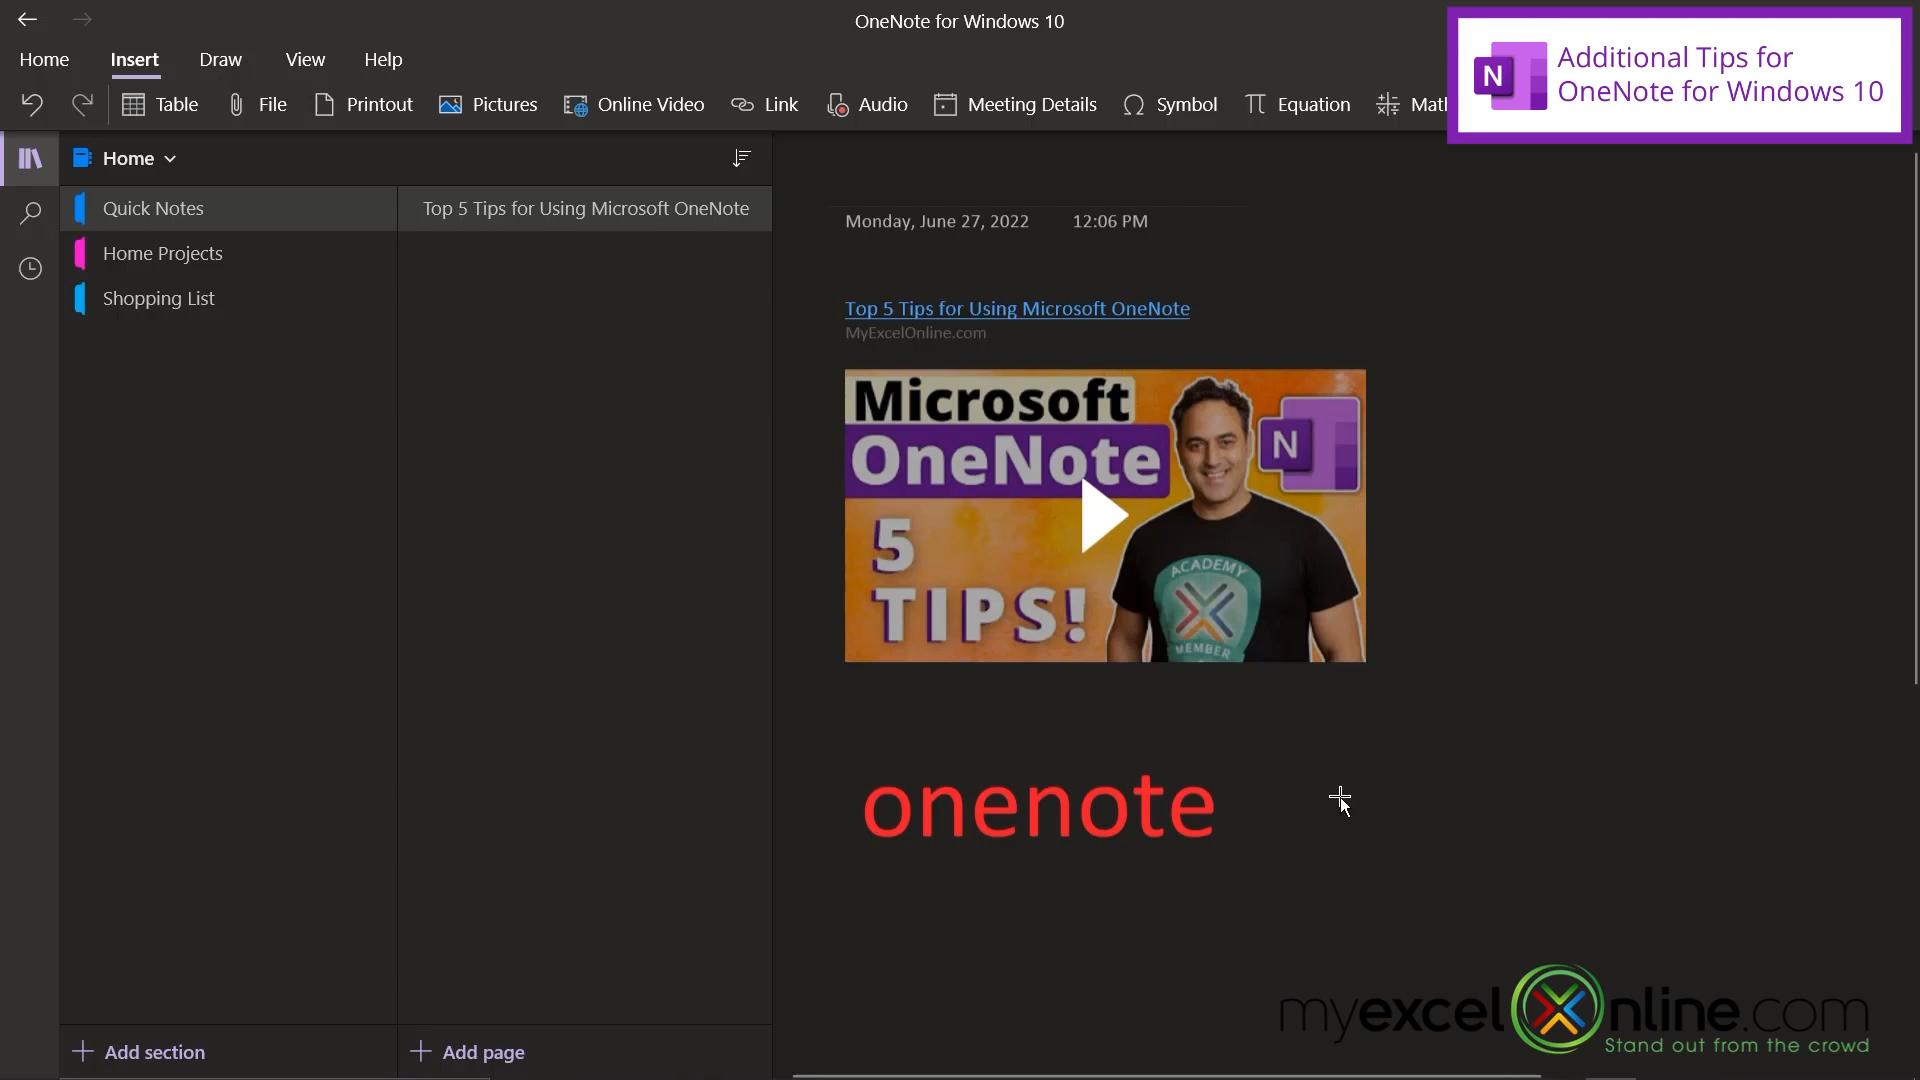 OneNote for Windows 10
Home Insert Draw View Help
Table File Printout Pictures Online Video Link Audio Meeting Details Symbol Equation Math
N Additional Tips for
OneNote for Windows 10
Home
Quick Notes
Home Projects
Shopping List
Top 5 Tips for Using Microsoft OneNote
Monday, June 27, 2022 12:06 PM
Top 5 Tips for Using Microsoft OneNote
MyExcelOnline.com
Microsoft
OneNote
N
5
TIPS!
ACADEMY
MEMBER
onenote
Add section
Add page
myexcelOnline.com
Stand out from the crowd